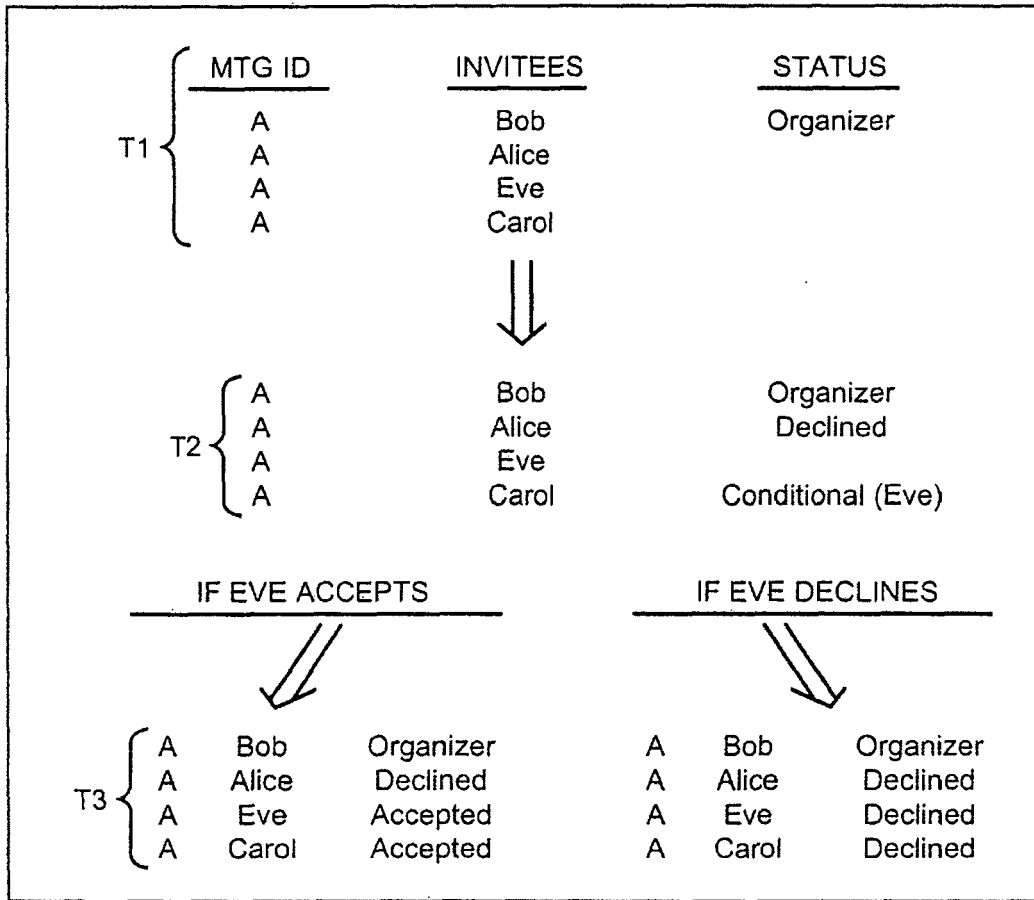 MTG ID INVITEES STATUS
A Bob Organizer
T1
A Alice
A Eve
A Carol
A Bob Organizer
A Alice Declined
T2
A Eve
A Carol Conditional (Eve)
IF EVE ACCEPTS IF EVE DECLINES
A Bob Organizer A Bob Organizer
A Alice Declined A Alice Declined
T3
A Eve Accepted A Eve Declined
A Carol Accepted A Carol Declined